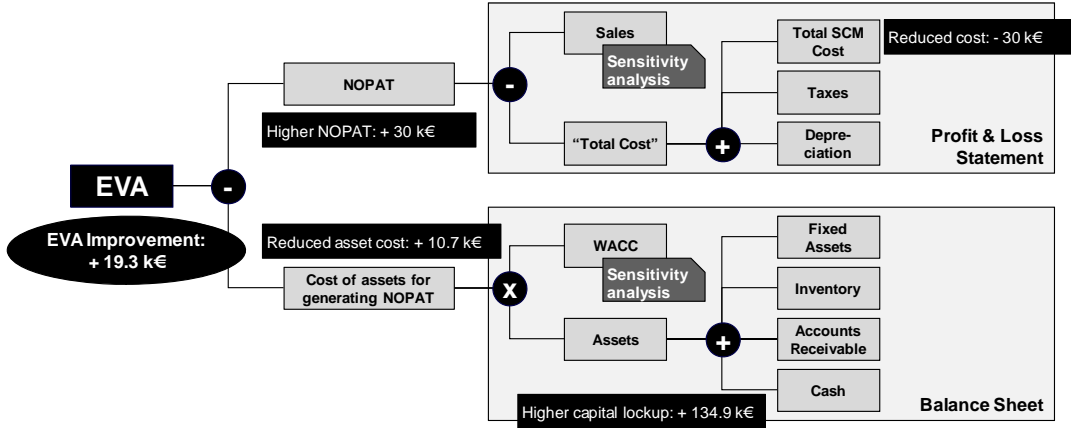 EVA
-
EVA Improvement:
+ 19.3 k€
NOPAT
Higher NOPAT: + 30 k€
-
Sales
Sensitivity
analysis
“Total Cost”
+
Total SCM
Cost
Reduced cost: - 30 k€
Taxes
Depre-
ciation
Profit & Loss
Statement
Reduced asset cost: + 10.7 k€
Cost of assets for
generating NOPAT
x
WACC
Sensitivity
analysis
Assets
+
Fixed
Assets
Inventory
Accounts
Receivable
Cash
Higher capital lockup: + 134.9 k€
Balance Sheet